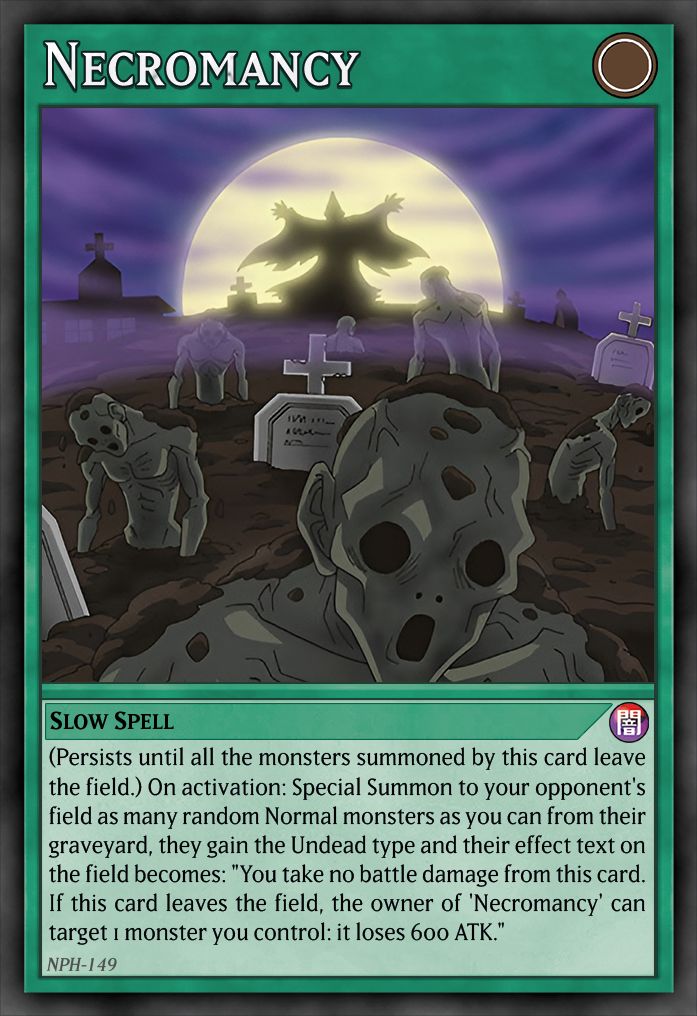 Necromancy
Slow Spell
闇
(Persists until all the monsters summoned by this card leave
the field.) On activation: Special Summon to your opponent's
field as many random Normal monsters as you can from their
graveyard, they gain the Undead type and their effect text on
the field becomes: "You take no battle damage from this card.
If this card leaves the field, the owner of 'Necromancy' can
target 1 monster you control: it loses 600 ATK."
NPH-149